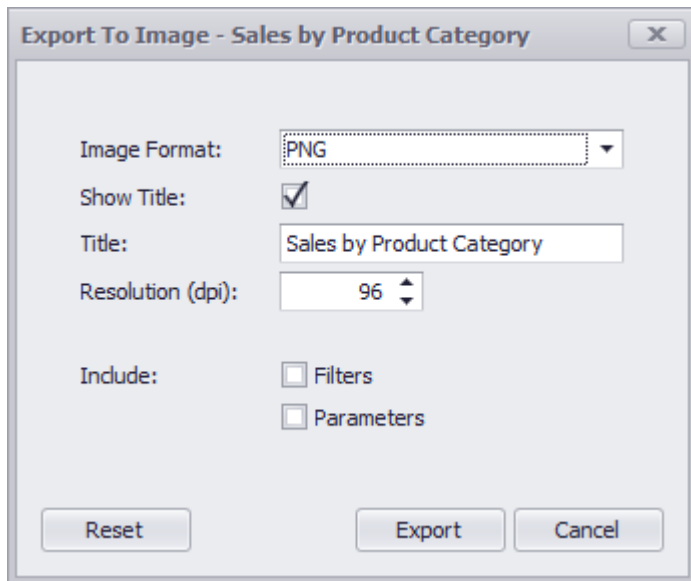 Export To Image - Sales by Product Category
Image Format: PNG
Show Title:
Title: Sales by Product Category
Resolution (dpi): 96
Include: Filters
Parameters
Reset Export Cancel